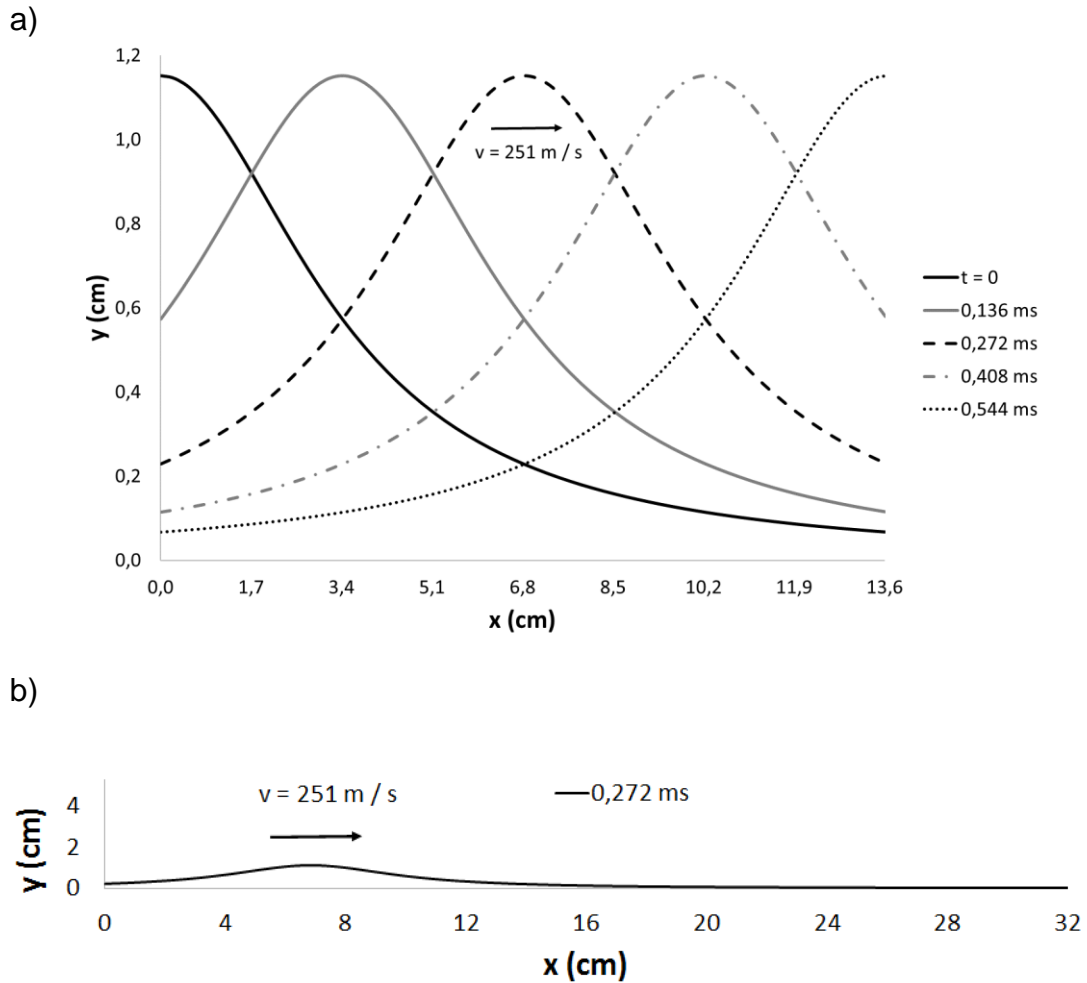 a)
1,2
1,0
0,8
0,6
0,4
0,2
0,0
y (cm)
v = 251 m / s
t = 0
0,136 ms
0,272 ms
0,408 ms
0,544 ms
0,0 1,7 3,4 5,1 6,8 8,5 10,2 11,9 13,6
x (cm)
b)
v = 251 m / s
0,272 ms
4
2
0
y (cm)
0 4 8 12 16 20 24 28 32
x (cm)